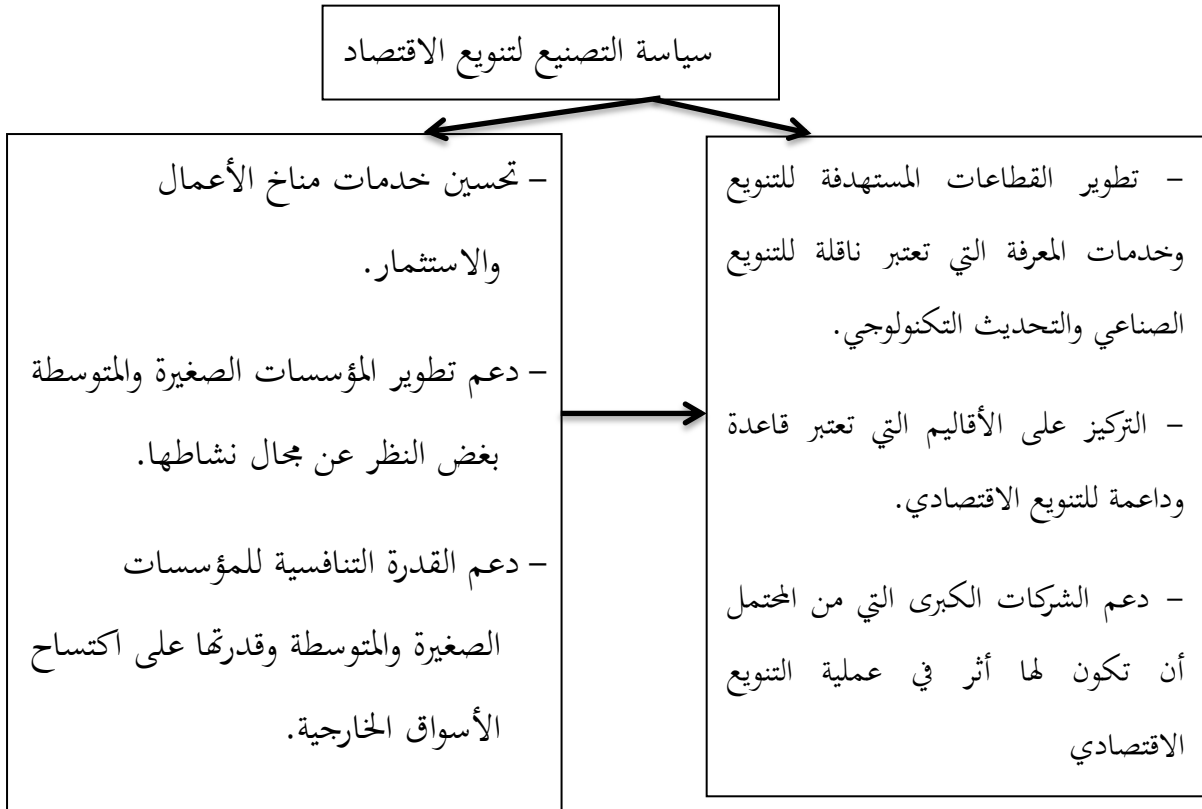 سياسة التصنيع لتنويع الاقتصاد
– تطوير القطاعات المستهدفة للتنويع
وخدمات المعرفة التي تعتبر ناقلة للتنويع
الصناعي والتحديث التكنولوجي.
– التركيز على الأقاليم التي تعتبر قاعدة
وداعمة للتنويع الاقتصادي.
– دعم الشركات الكبرى التي من المحتمل
أن تكون لها أثر في عملية التنويع
الاقتصادي
– تحسين خدمات مناخ الأعمال
والاستثمار.
– دعم تطوير المؤسسات الصغيرة والمتوسطة
بغض النظر عن مجال نشاطها.
– دعم القدرة التنافسية للمؤسسات
الصغيرة والمتوسطة وقدرتها على اكتساح
الأسواق الخارجية.